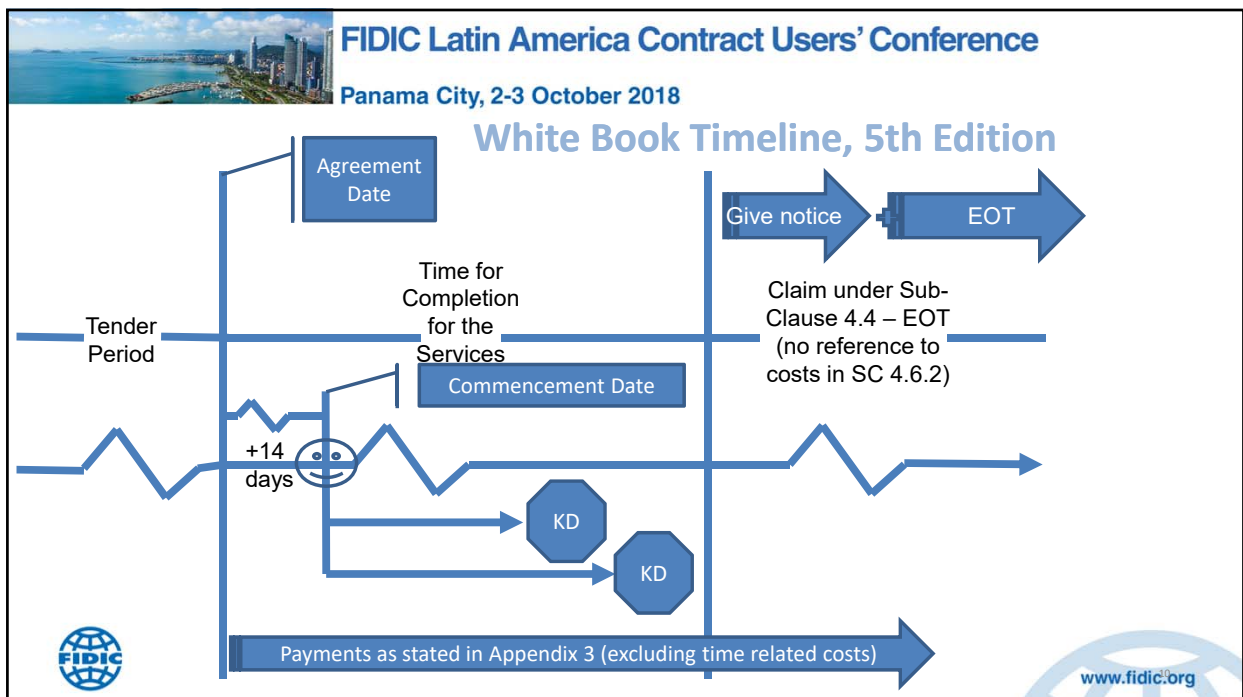 FIDIC Latin America Contract Users' Conference
Panama City, 2-3 October 2018
White Book Timeline, 5th Edition
Agreement
Date
Give notice
EOT
Tender
Period
Time for
Completion
for the
Services
Claim under Sub-
Clause 4.4 – EOT
(no reference to
costs in SC 4.6.2)
Commencement Date
+14
days
KD
KD
Payments as stated in Appendix 3 (excluding time related costs)
FIDIC
www.fidic.org
10